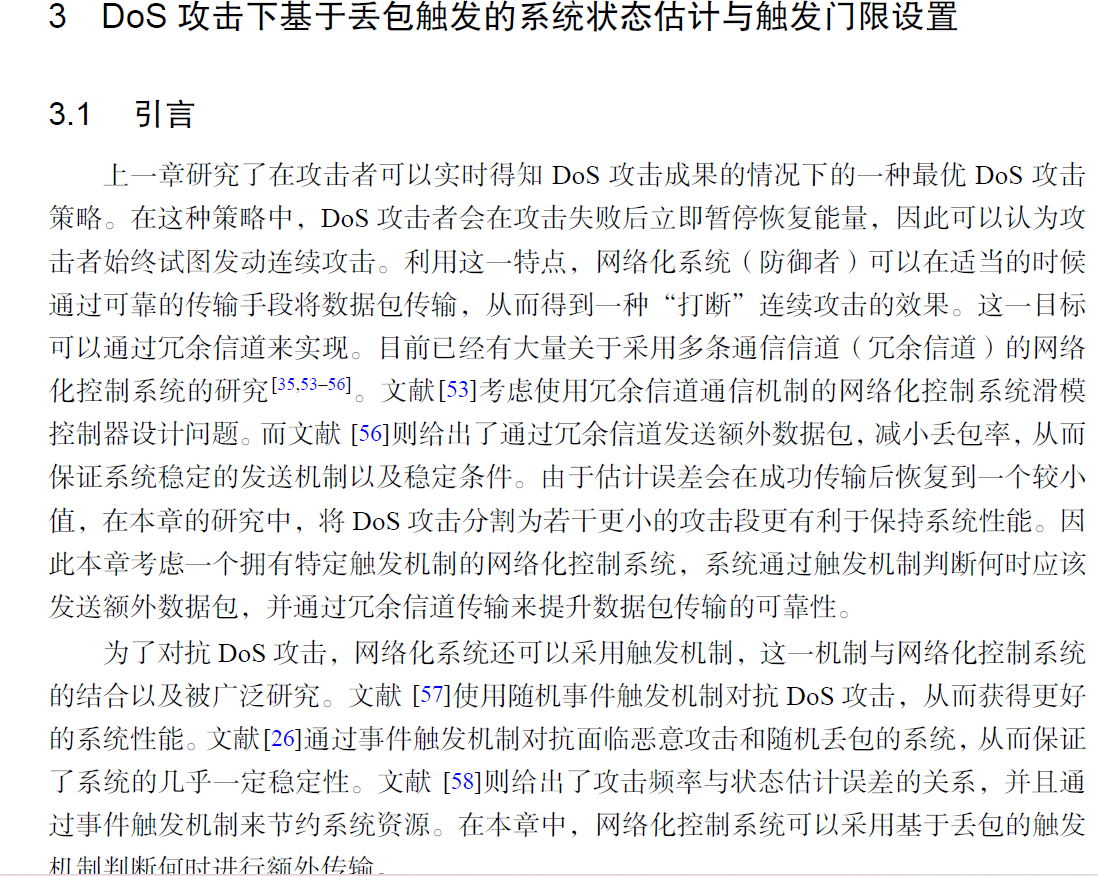 3 DoS 攻击下基于丢包触发的系统状态估计与触发门限设置
3.1 引言
上一章研究了在攻击者可以实时得知 DoS 攻击成果的情况下的一种最优 DoS 攻击
策略。在这种策略中，DoS 攻击者会在攻击失败后立即暂停恢复能量，因此可以认为攻
击者始终试图发动连续攻击。利用这一特点，网络化系统（防御者）可以在适当的时候
通过可靠的传输手段将数据包传输，从而得到一种“打断”连续攻击的效果。这一目标
可以通过冗余信道来实现。目前已经有大量关于采用多条通信信道（冗余信道）的网络
化控制系统的研究[35,53–56]。文献[53]考虑使用冗余信道通信机制的网络化控制系统滑模
控制器设计问题。而文献 [56]则给出了通过冗余信道发送额外数据包，减小丢包率，从而
保证系统稳定的发送机制以及稳定条件。由于估计误差会在成功传输后恢复到一个较小
值，在本章的研究中，将 DoS 攻击分割为若干更小的攻击段更有利于保持系统性能。因
此本章考虑一个拥有特定触发机制的网络化控制系统，系统通过触发机制判断何时应该
发送额外数据包，并通过冗余信道传输来提升数据包传输的可靠性。
为了对抗 DoS 攻击，网络化系统还可以采用触发机制，这一机制与网络化控制系统
的结合以及被广泛研究。文献 [57]使用随机事件触发机制对抗 DoS 攻击，从而获得更好
的系统性能。文献[26]通过事件触发机制对抗面临恶意攻击和随机丢包的系统，从而保证
了系统的几乎一定稳定性。文献 [58]则给出了攻击频率与状态估计误差的关系，并且通
过事件触发机制来节约系统资源。在本章中，网络化控制系统可以采用基于丢包的触发
机制判断何时进行额外传输。